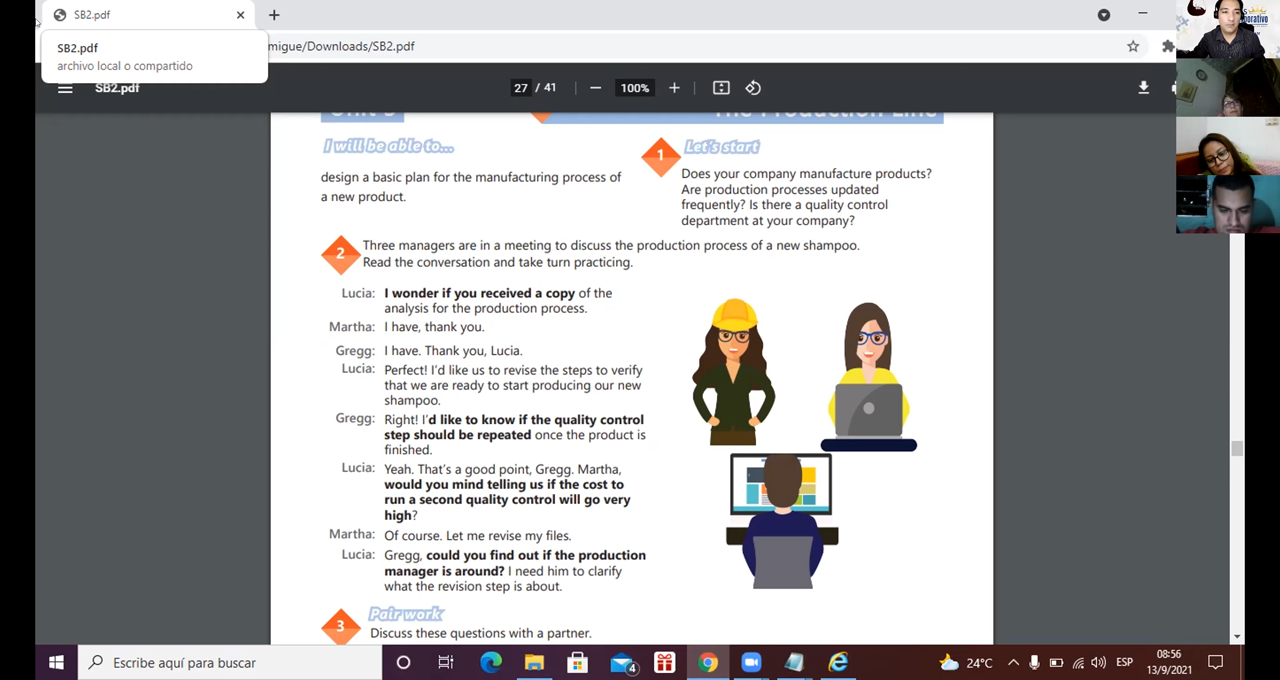 SB2.pdf
SB2.pdf
archivo local o compartido
migue/Downloads/SB2.pdf
SB2.pdf
27 / 41
100%
The Production Line
I will be able to...
design a basic plan for the manufacturing process of
a new product.
1
Let's start
Does your company manufacture products?
Are production processes updated
frequently? Is there a quality control
department at your company?
2
Three managers are in a meeting to discuss the production process of a new shampoo.
Read the conversation and take turn practicing.
Lucia: I wonder if you received a copy of the
analysis for the production process.
Martha: I have, thank you.
Gregg: I have. Thank you, Lucia.
Lucia: Perfect! I'd like us to revise the steps to verify
that we are ready to start producing our new
shampoo.
Gregg: Right! I'd like to know if the quality control
step should be repeated once the product is
finished.
Lucia: Yeah. That's a good point, Gregg. Martha,
would you mind telling us if the cost to
run a second quality control will go very
high?
Martha: Of course. Let me revise my files.
Lucia: Gregg, could you find out if the production
manager is around? I need him to clarify
what the revision step is about.
3
Pair work
Discuss these questions with a partner.
Escribe aquí para buscar
4
24°C
ESP
08:56
13/9/2021